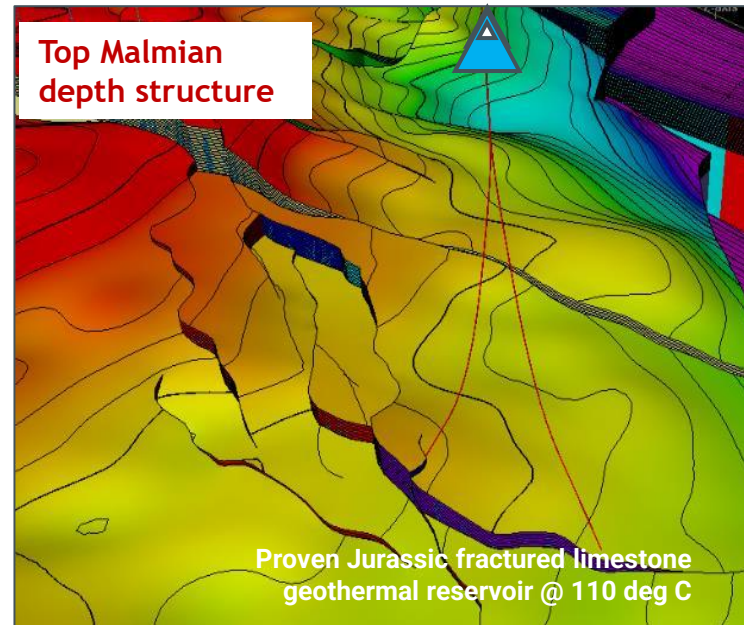 Top Malmian
depth structure
Proven Jurassic fractured limestone
geothermal reservoir @ 110 deg C